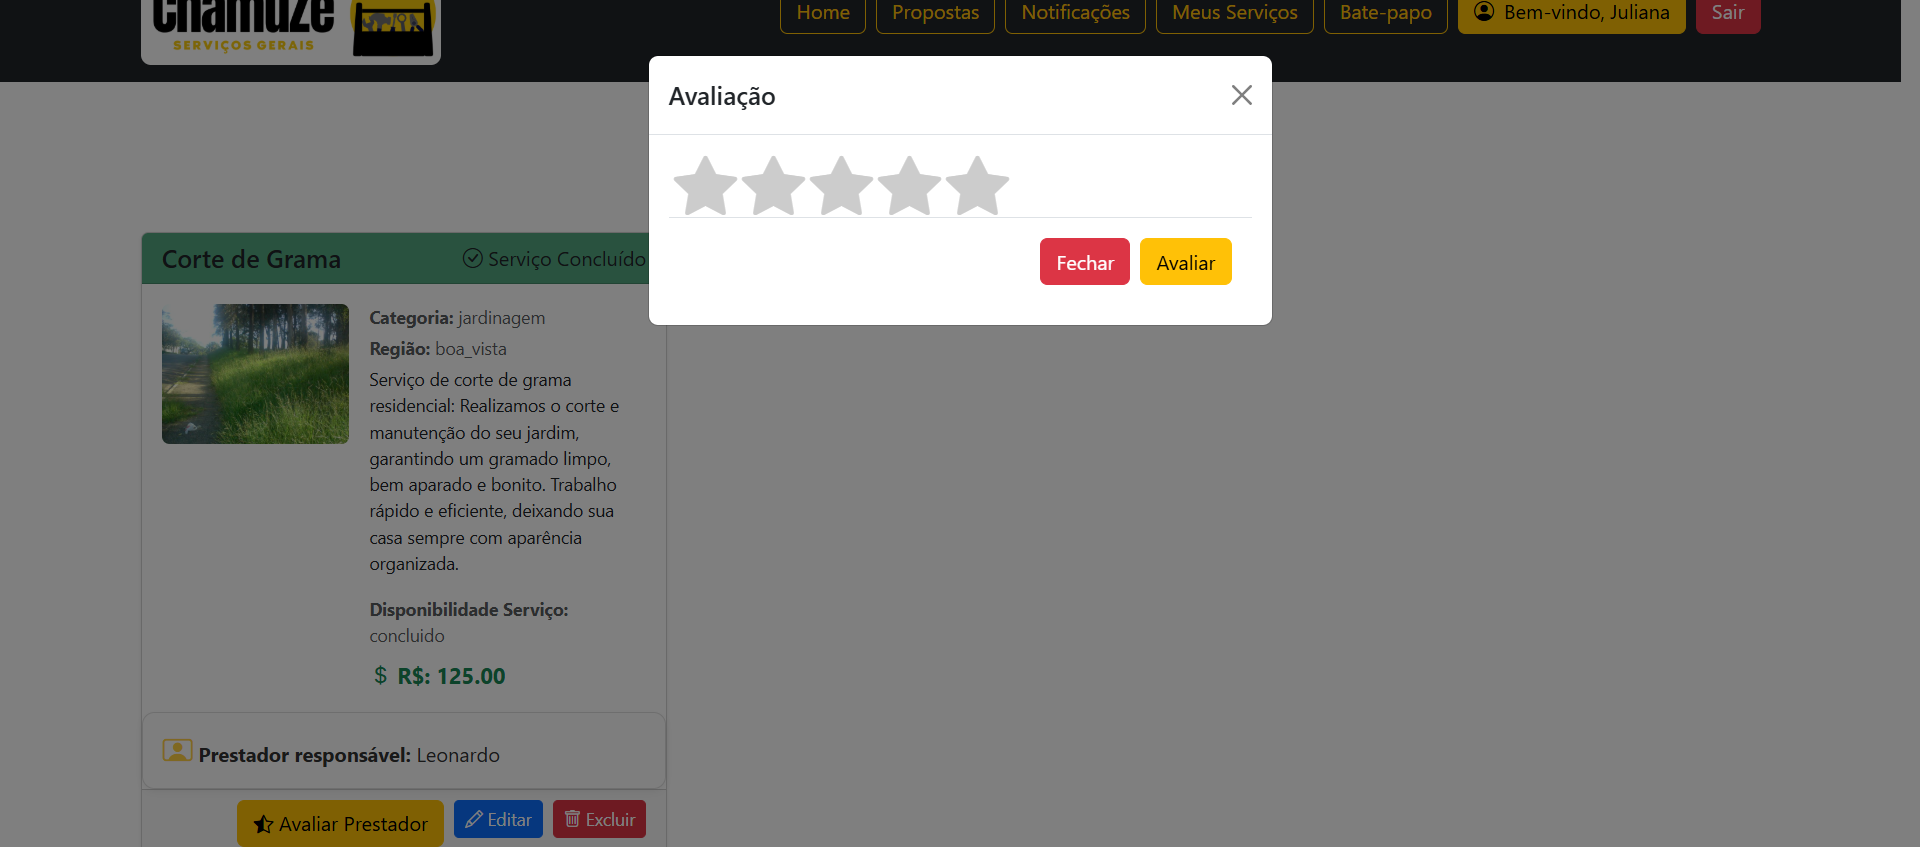 Chamuze
SERVIÇOS GERAIS
Home
Propostas
Notificações
Meus Serviços
Bate-papo
Bem-vindo, Juliana
Sair
Avaliação
Fechar
Avaliar
Corte de Grama
Serviço Concluído
Categoria: jardinagem
Região: boa_vista
Serviço de corte de grama
residencial: Realizamos o corte e
manutenção do seu jardim,
garantindo um gramado limpo,
bem aparado e bonito. Trabalho
rápido e eficiente, deixando sua
casa sempre com aparência
organizada.
Disponibilidade Serviço:
concluido
$ R$: 125.00
Prestador responsável: Leonardo
Avaliar Prestador
Editar
Excluir